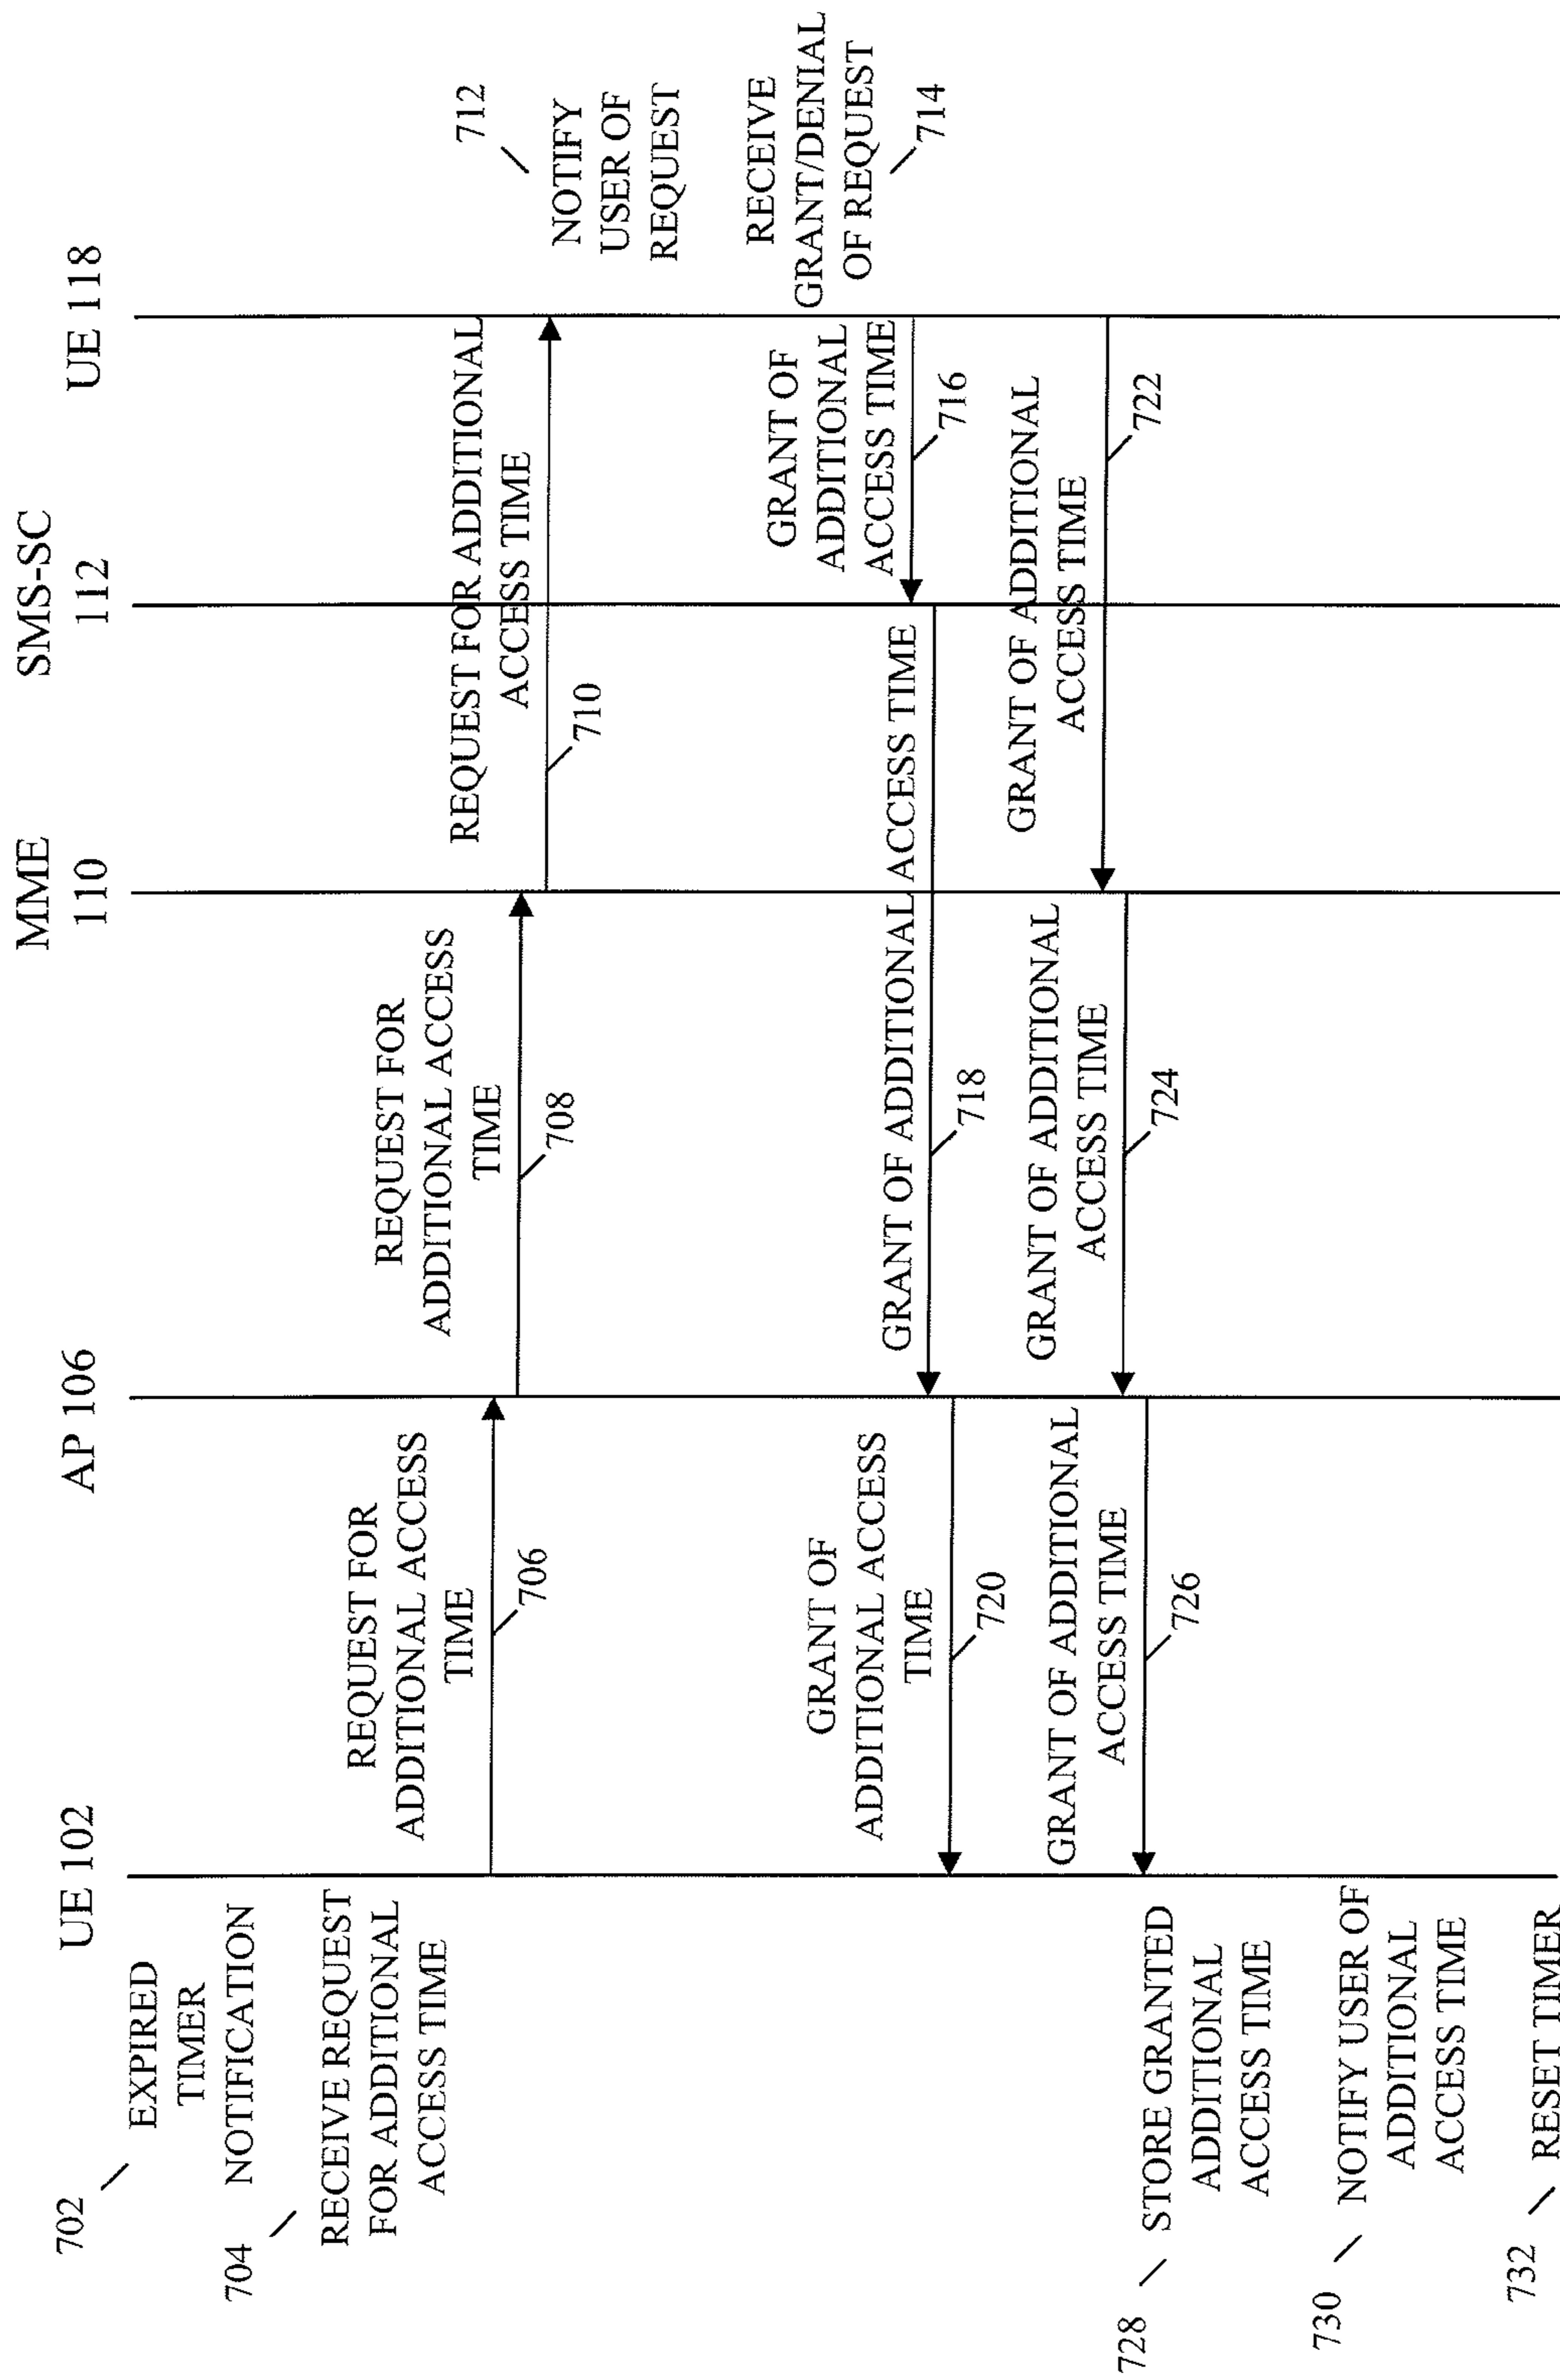 UE 102
AP 106
MME
110
SMS-SC
112
UE 118
702
EXPIRED
TIMER
NOTIFICATION
704
RECEIVE REQUEST
FOR ADDITIONAL
ACCESS TIME
REQUEST FOR
ADDITIONAL ACCESS
TIME
706
REQUEST FOR
ADDITIONAL ACCESS
TIME
708
REQUEST FOR ADDITIONAL
ACCESS TIME
710
712
NOTIFY
USER OF
REQUEST
RECEIVE
GRANT/DENIAL
OF REQUEST
714
GRANT OF
ADDITIONAL
ACCESS TIME
716
GRANT OF ADDITIONAL ACCESS TIME
718
GRANT OF
ADDITIONAL ACCESS
TIME
720
GRANT OF ADDITIONAL
ACCESS TIME
722
GRANT OF ADDITIONAL
ACCESS TIME
724
GRANT OF ADDITIONAL
ACCESS TIME
726
728
STORE GRANTED
ADDITIONAL
ACCESS TIME
730
NOTIFY USER OF
ADDITIONAL
ACCESS TIME
732
RESET TIMER